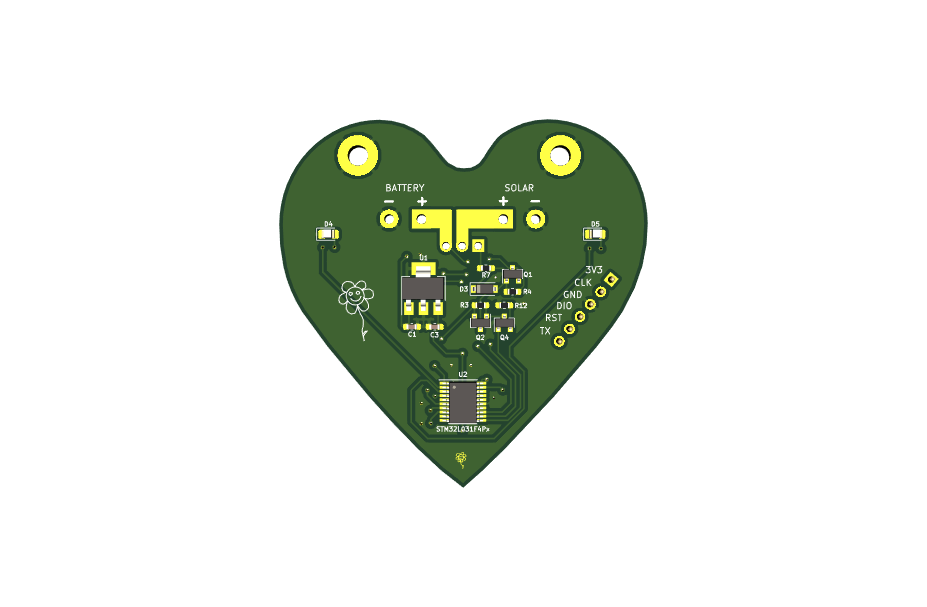 BATTERY
SOLAR
− + + −
D4
D5
U1
R7
Q1
3V3
CLK
D3
R4
GND
R3
R12
DIO
RST
C1
C3
Q2
Q4
TX
U2
STM32L031F4Px